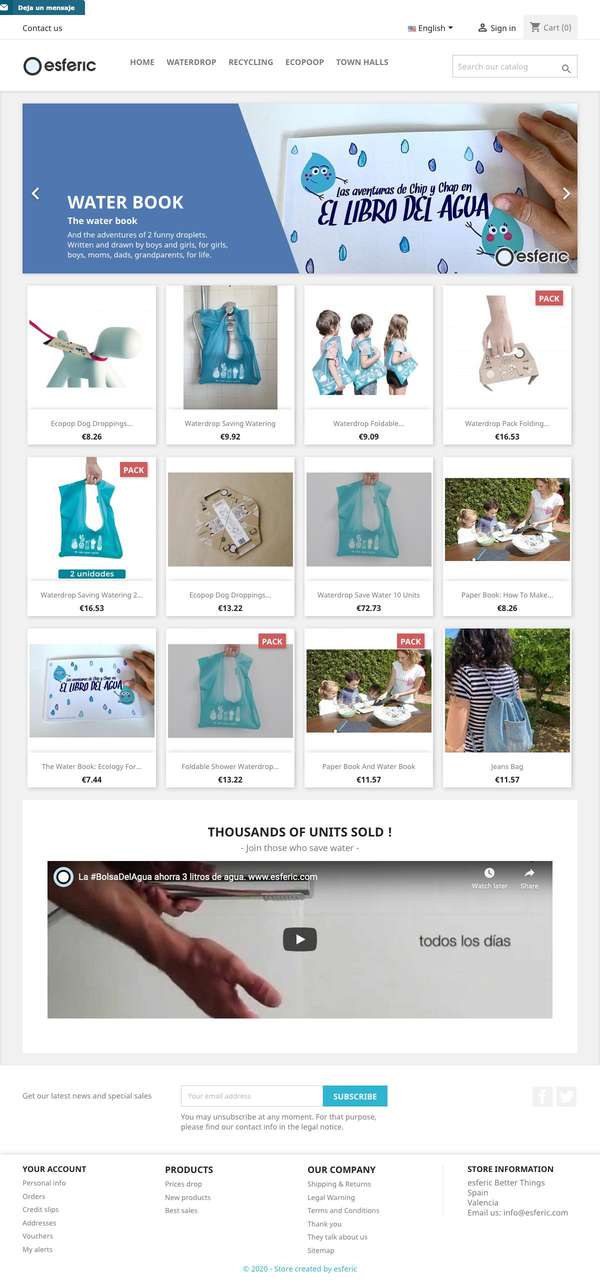 Deja un mensaje
Contact us
English
Sign in
Cart (0)
esferic
HOME
WATERDROP
RECYCLING
ECOPOOP
TOWN HALLS
Search our catalog
WATER BOOK
The water book
And the adventures of 2 funny droplets.
Written and drawn by boys and girls, for girls,
boys, moms, dads, grandparents, for life.
Las aventuras de Chip y Chap en
EL LIBRO DEL AGUA
esferic
PACK
Ecopop Dog Droppings...
€8.26
Waterdrop Saving Watering
€9.92
Waterdrop Foldable...
€9.09
Waterdrop Pack Folding...
€16.53
PACK
2 unidades
Waterdrop Saving Watering 2...
€16.53
Ecopop Dog Droppings...
€13.22
Waterdrop Save Water 10 Units
€72.73
Paper Book: How To Make...
€8.26
Las aventuras de Chip y Chap en
EL LIBRO DEL AGUA
PACK
PACK
The Water Book: Ecology For...
€7.44
Foldable Shower Waterdrop...
€13.22
Paper Book And Water Book
€11.57
Jeans Bag
€11.57
THOUSANDS OF UNITS SOLD !
- Join those who save water -
La #BolsaDelAgua ahorra 3 litros de agua. www.esferic.com
Watch later
Share
todos los días
Get our latest news and special sales
Your email address
SUBSCRIBE
You may unsubscribe at any moment. For that purpose,
please find our contact info in the legal notice.
YOUR ACCOUNT
Personal info
Orders
Credit slips
Addresses
Vouchers
My alerts
PRODUCTS
Prices drop
New products
Best sales
OUR COMPANY
Shipping & Returns
Legal Warning
Terms and Conditions
Thank you
They talk about us
Sitemap
STORE INFORMATION
esferic Better Things
Spain
Valencia
Email us: info@esferic.com
© 2020 - Store created by esferic